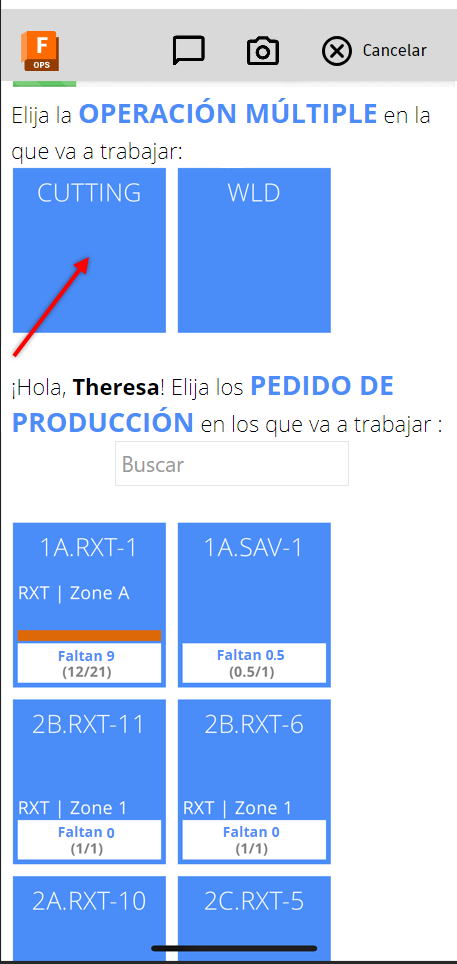 F
OPS
Cancelar
Elija la OPERACIÓN MÚLTIPLE en la
que va a trabajar:
CUTTING
WLD
¡Hola, Theresa! Elija los PEDIDO DE
PRODUCCIÓN en los que va a trabajar :
Buscar
1A.RXT-1
RXT | Zone A
Faltan 9
(12/21)
1A.SAV-1
Faltan 0.5
(0.5/1)
2B.RXT-11
RXT | Zone 1
Faltan 0
(1/1)
2B.RXT-6
RXT | Zone 1
Faltan 0
(1/1)
2A.RXT-10
2C.RXT-5